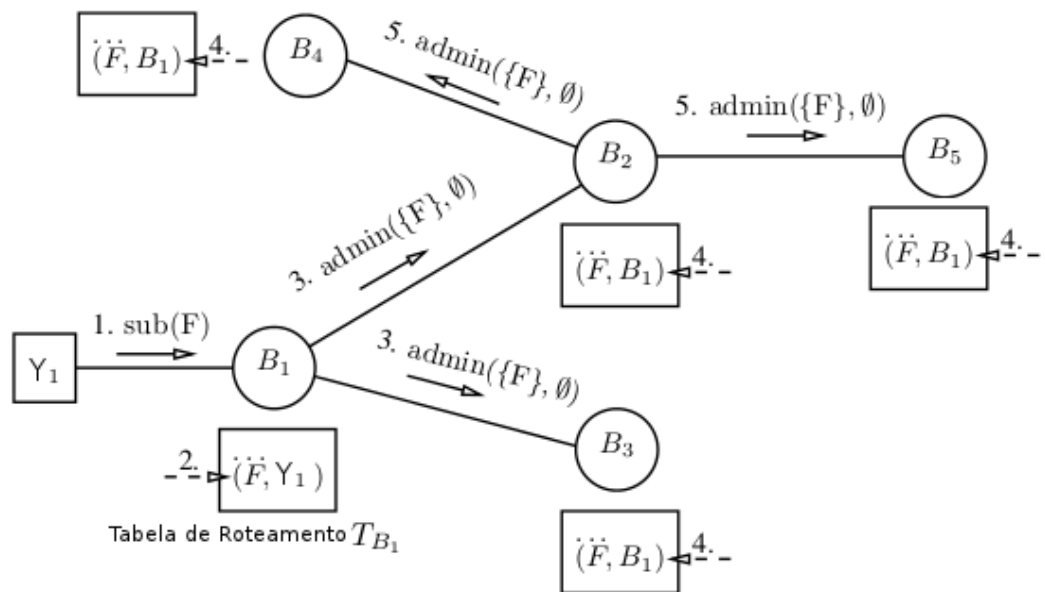 ...
(F, B₁)
4.
B₄
5. admin({F}, ∅)
5. admin({F}, ∅)
B₂
B₅
...
(F, B₁)
4.
...
(F, B₁)
4.
3. admin({F}, ∅)
1. sub(F)
Y₁
B₁
3. admin({F}, ∅)
B₃
2.
...
(F, Y₁)
Tabela de Roteamento T_B₁
...
(F, B₁)
4.